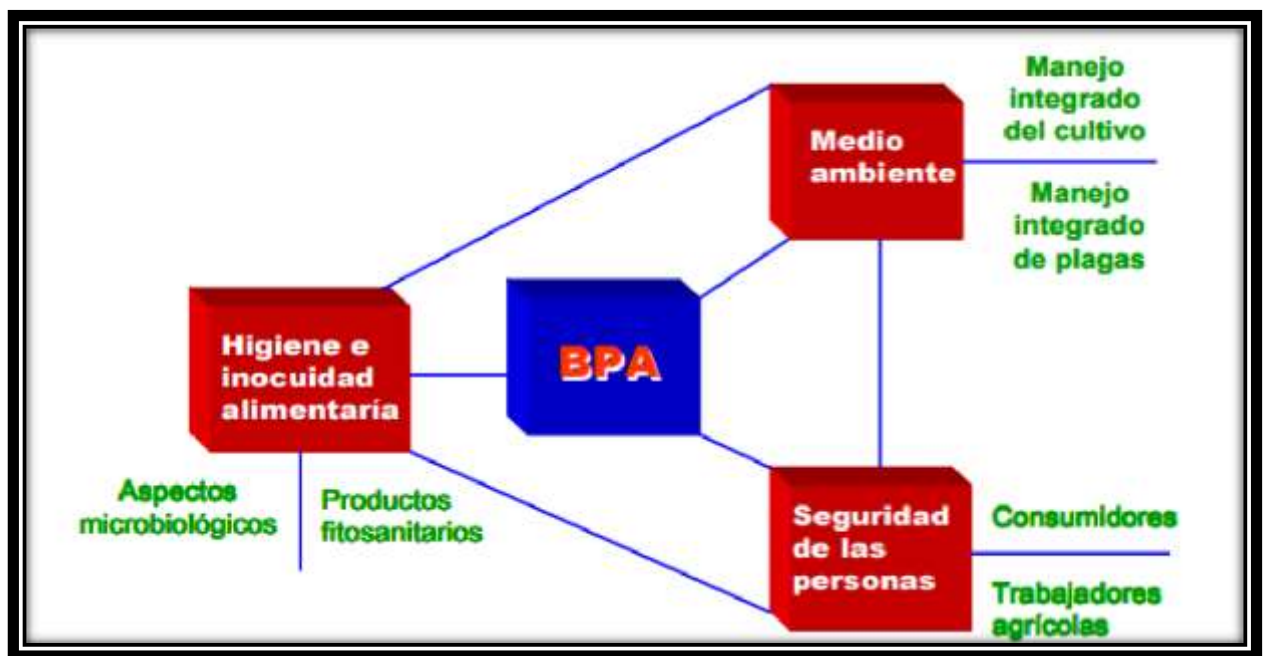 Manejo
integrado
del cultivo
Medio
ambiente
Manejo
integrado
de plagas
Higiene e
inocuidad
alimentaría
BPA
Aspectos
microbiológicos
Productos
fitosanitarios
Seguridad
de las
personas
Consumidores
Trabajadores
agrícolas